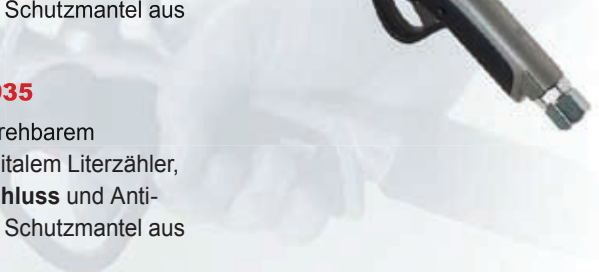 Schutzmantel aus
035
rehbarem
italem Literzähler,
hluss und Anti-
Schutzmantel aus